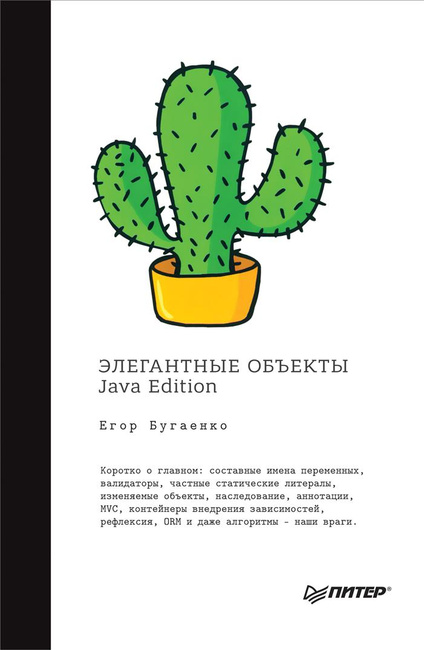 ЭЛЕГАНТНЫЕ ОБЪЕКТЫ
Java Edition
Егор Бугаенко
Коротко о главном: составные имена переменных,
валидаторы, частные статические литералы,
изменяемые объекты, наследование, аннотации,
MVC, контейнеры внедрения зависимостей,
рефлексия, ORM и даже алгоритмы - наши враги.
ПИТЕР®